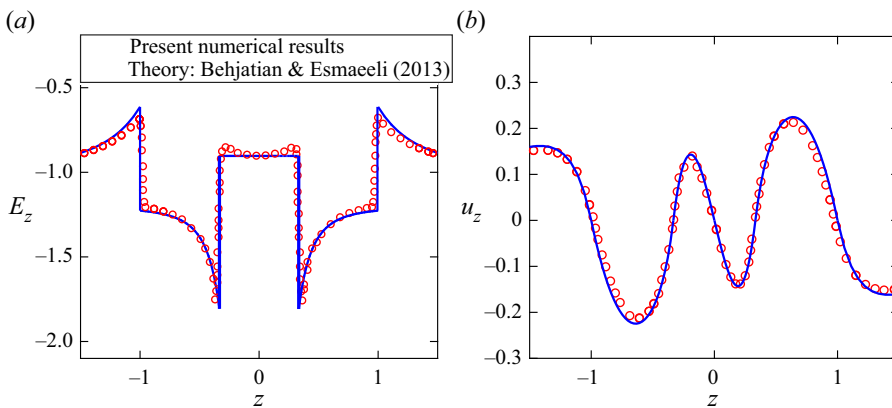 (a)
Present numerical results
Theory: Behjatian & Esmaeeli (2013)
−0.5
−1.0
−1.5
−2.0
E_z
−1
0
1
z
(b)
0.3
0.2
0.1
0
−0.1
−0.2
−0.3
u_z
−1
0
1
z